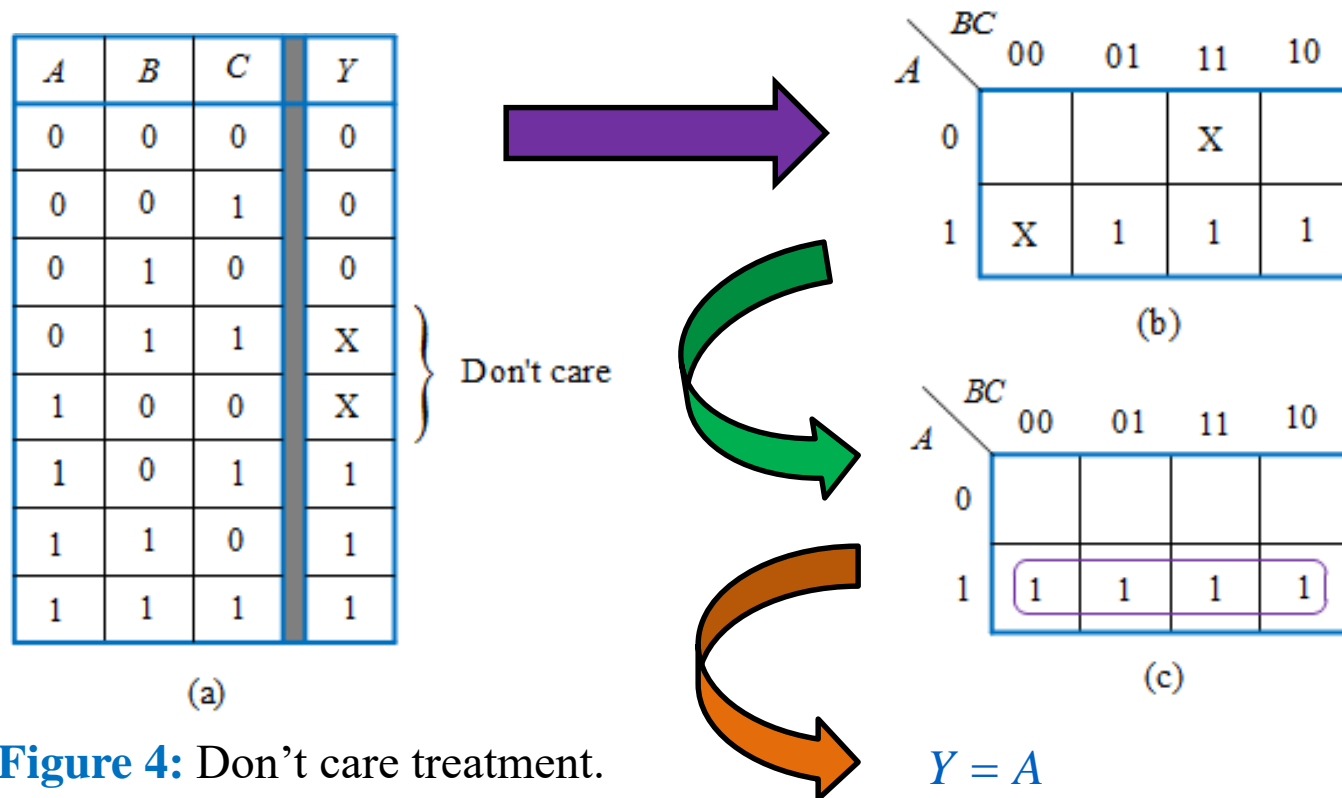 A B C Y
0 0 0 0
0 0 1 0
0 1 0 0
0 1 1 X
1 0 0 X
Don't care
1 0 1 1
1 1 0 1
1 1 1 1
(a)
BC
A 00 01 11 10
0 X
1 X 1 1 1
(b)
BC
A 00 01 11 10
0
1 1 1 1 1
(c)
Figure 4: Don’t care treatment.
Y = A